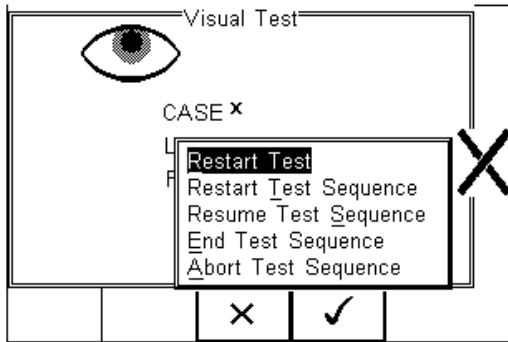 Visual Test
CASE x
Restart Test
Restart Test Sequence
Resume Test Sequence
End Test Sequence
Abort Test Sequence